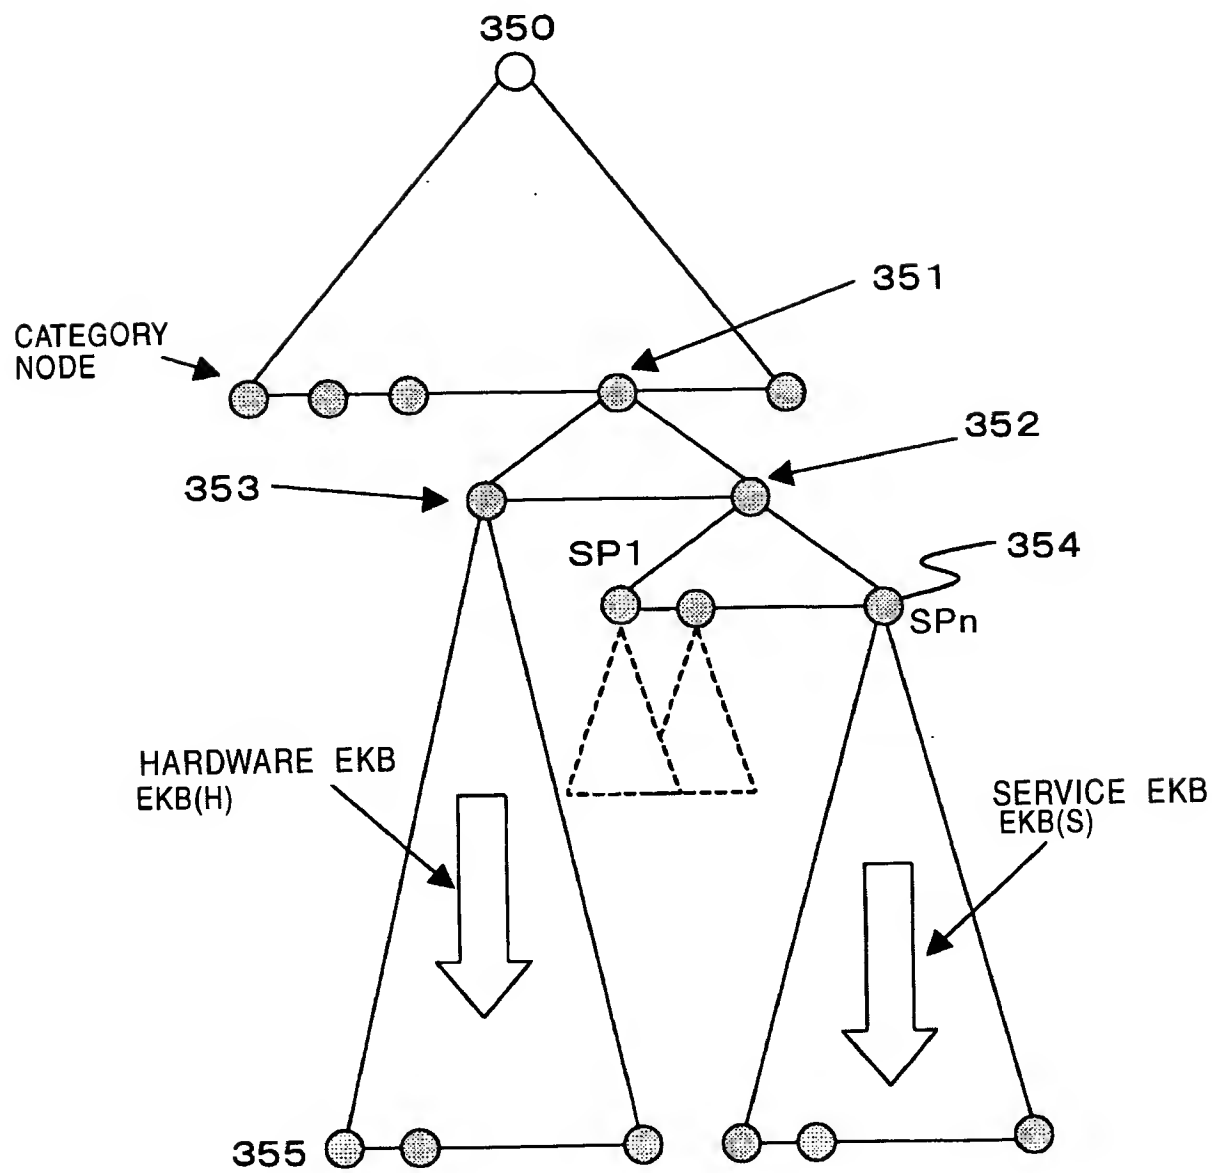 350
351
CATEGORY
NODE
352
353
SP1
354
SPn
HARDWARE EKB
EKB(H)
SERVICE EKB
EKB(S)
355